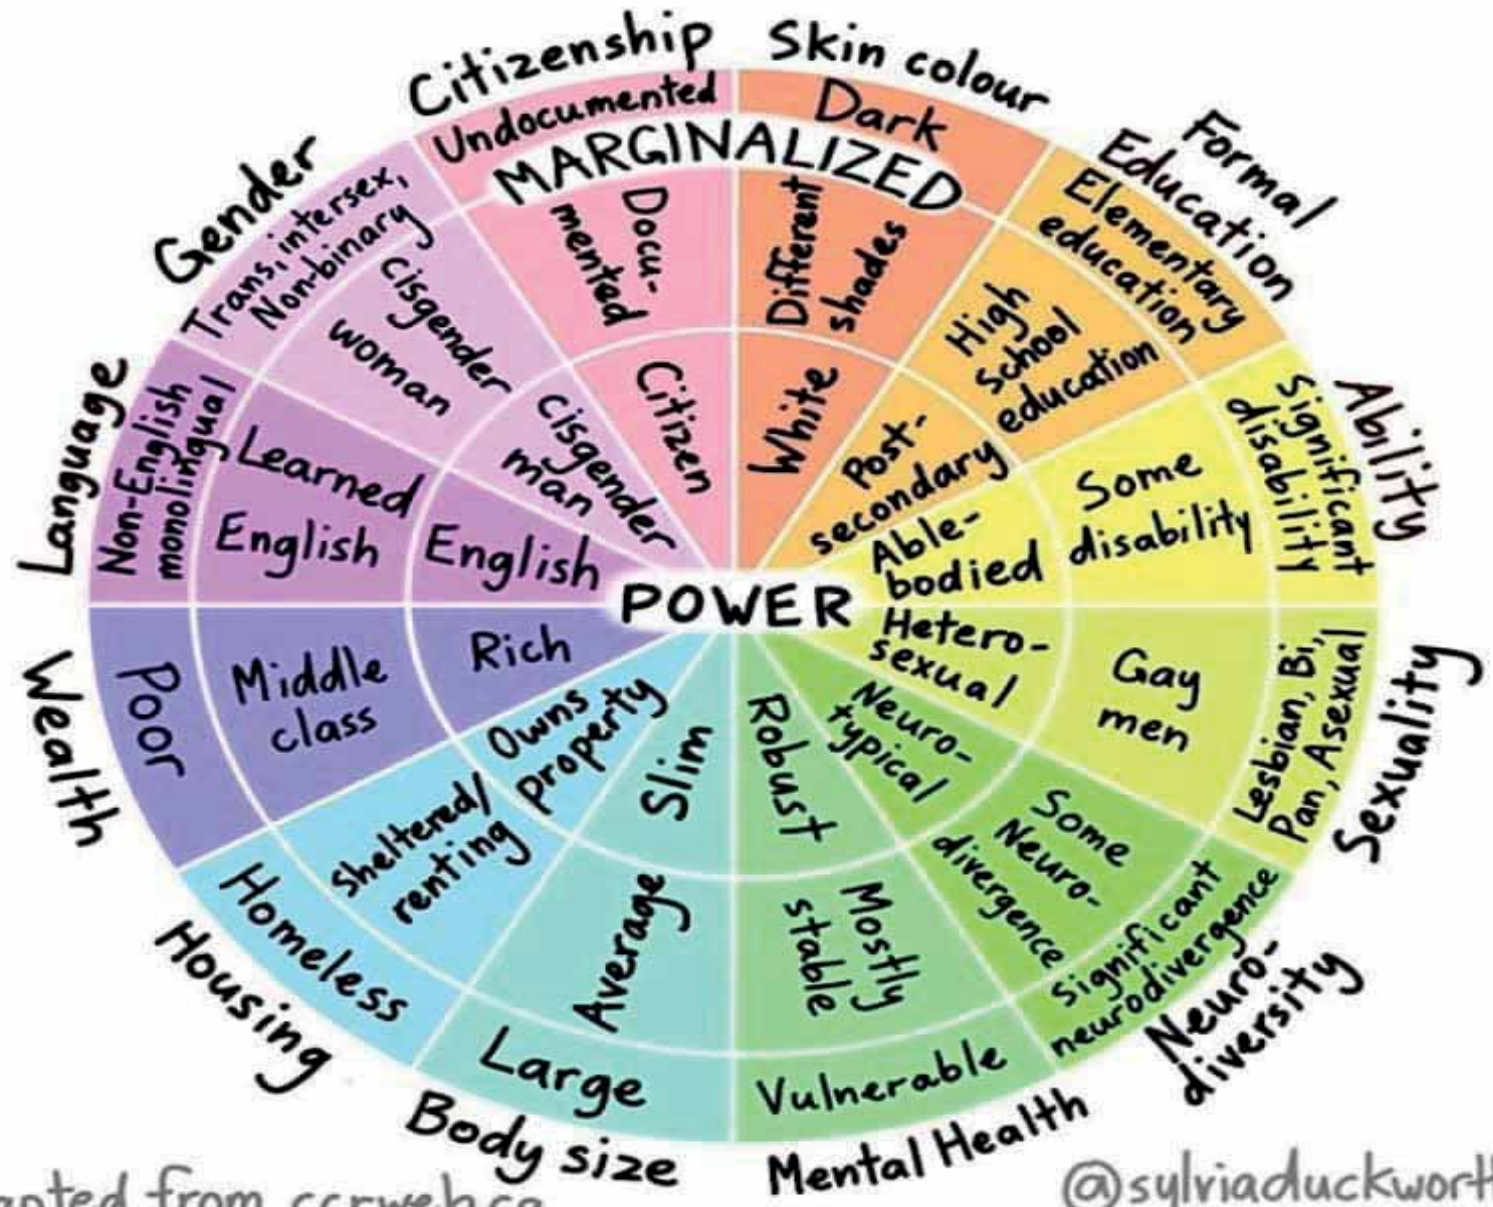 Citizenship
Undocumented
Docu-
mented
Citizen
Skin colour
Dark
Different
shades
White
Formal
Education
Elementary
education
High
school
education
Post-
secondary
Ability
Significant
disability
Some
disability
Able-
bodied
Sexuality
Lesbian, Bi,
Pan, Asexual
Gay
men
Hetero-
sexual
Neuro-
diversity
Significant
neurodivergence
Some
Neuro-
divergence
Neuro-
typical
Mental Health
Vulnerable
Mostly
stable
Robust
Body size
Large
Average
Slim
Housing
Homeless
Sheltered/
renting
Owns
property
Wealth
Poor
Middle
class
Rich
Language
Non-English
monolingual
Learned
English
English
Gender
Trans, intersex,
Non-binary
cisgender
woman
cisgender
man
MARGINALIZED
POWER
from
@sylviaduckworth